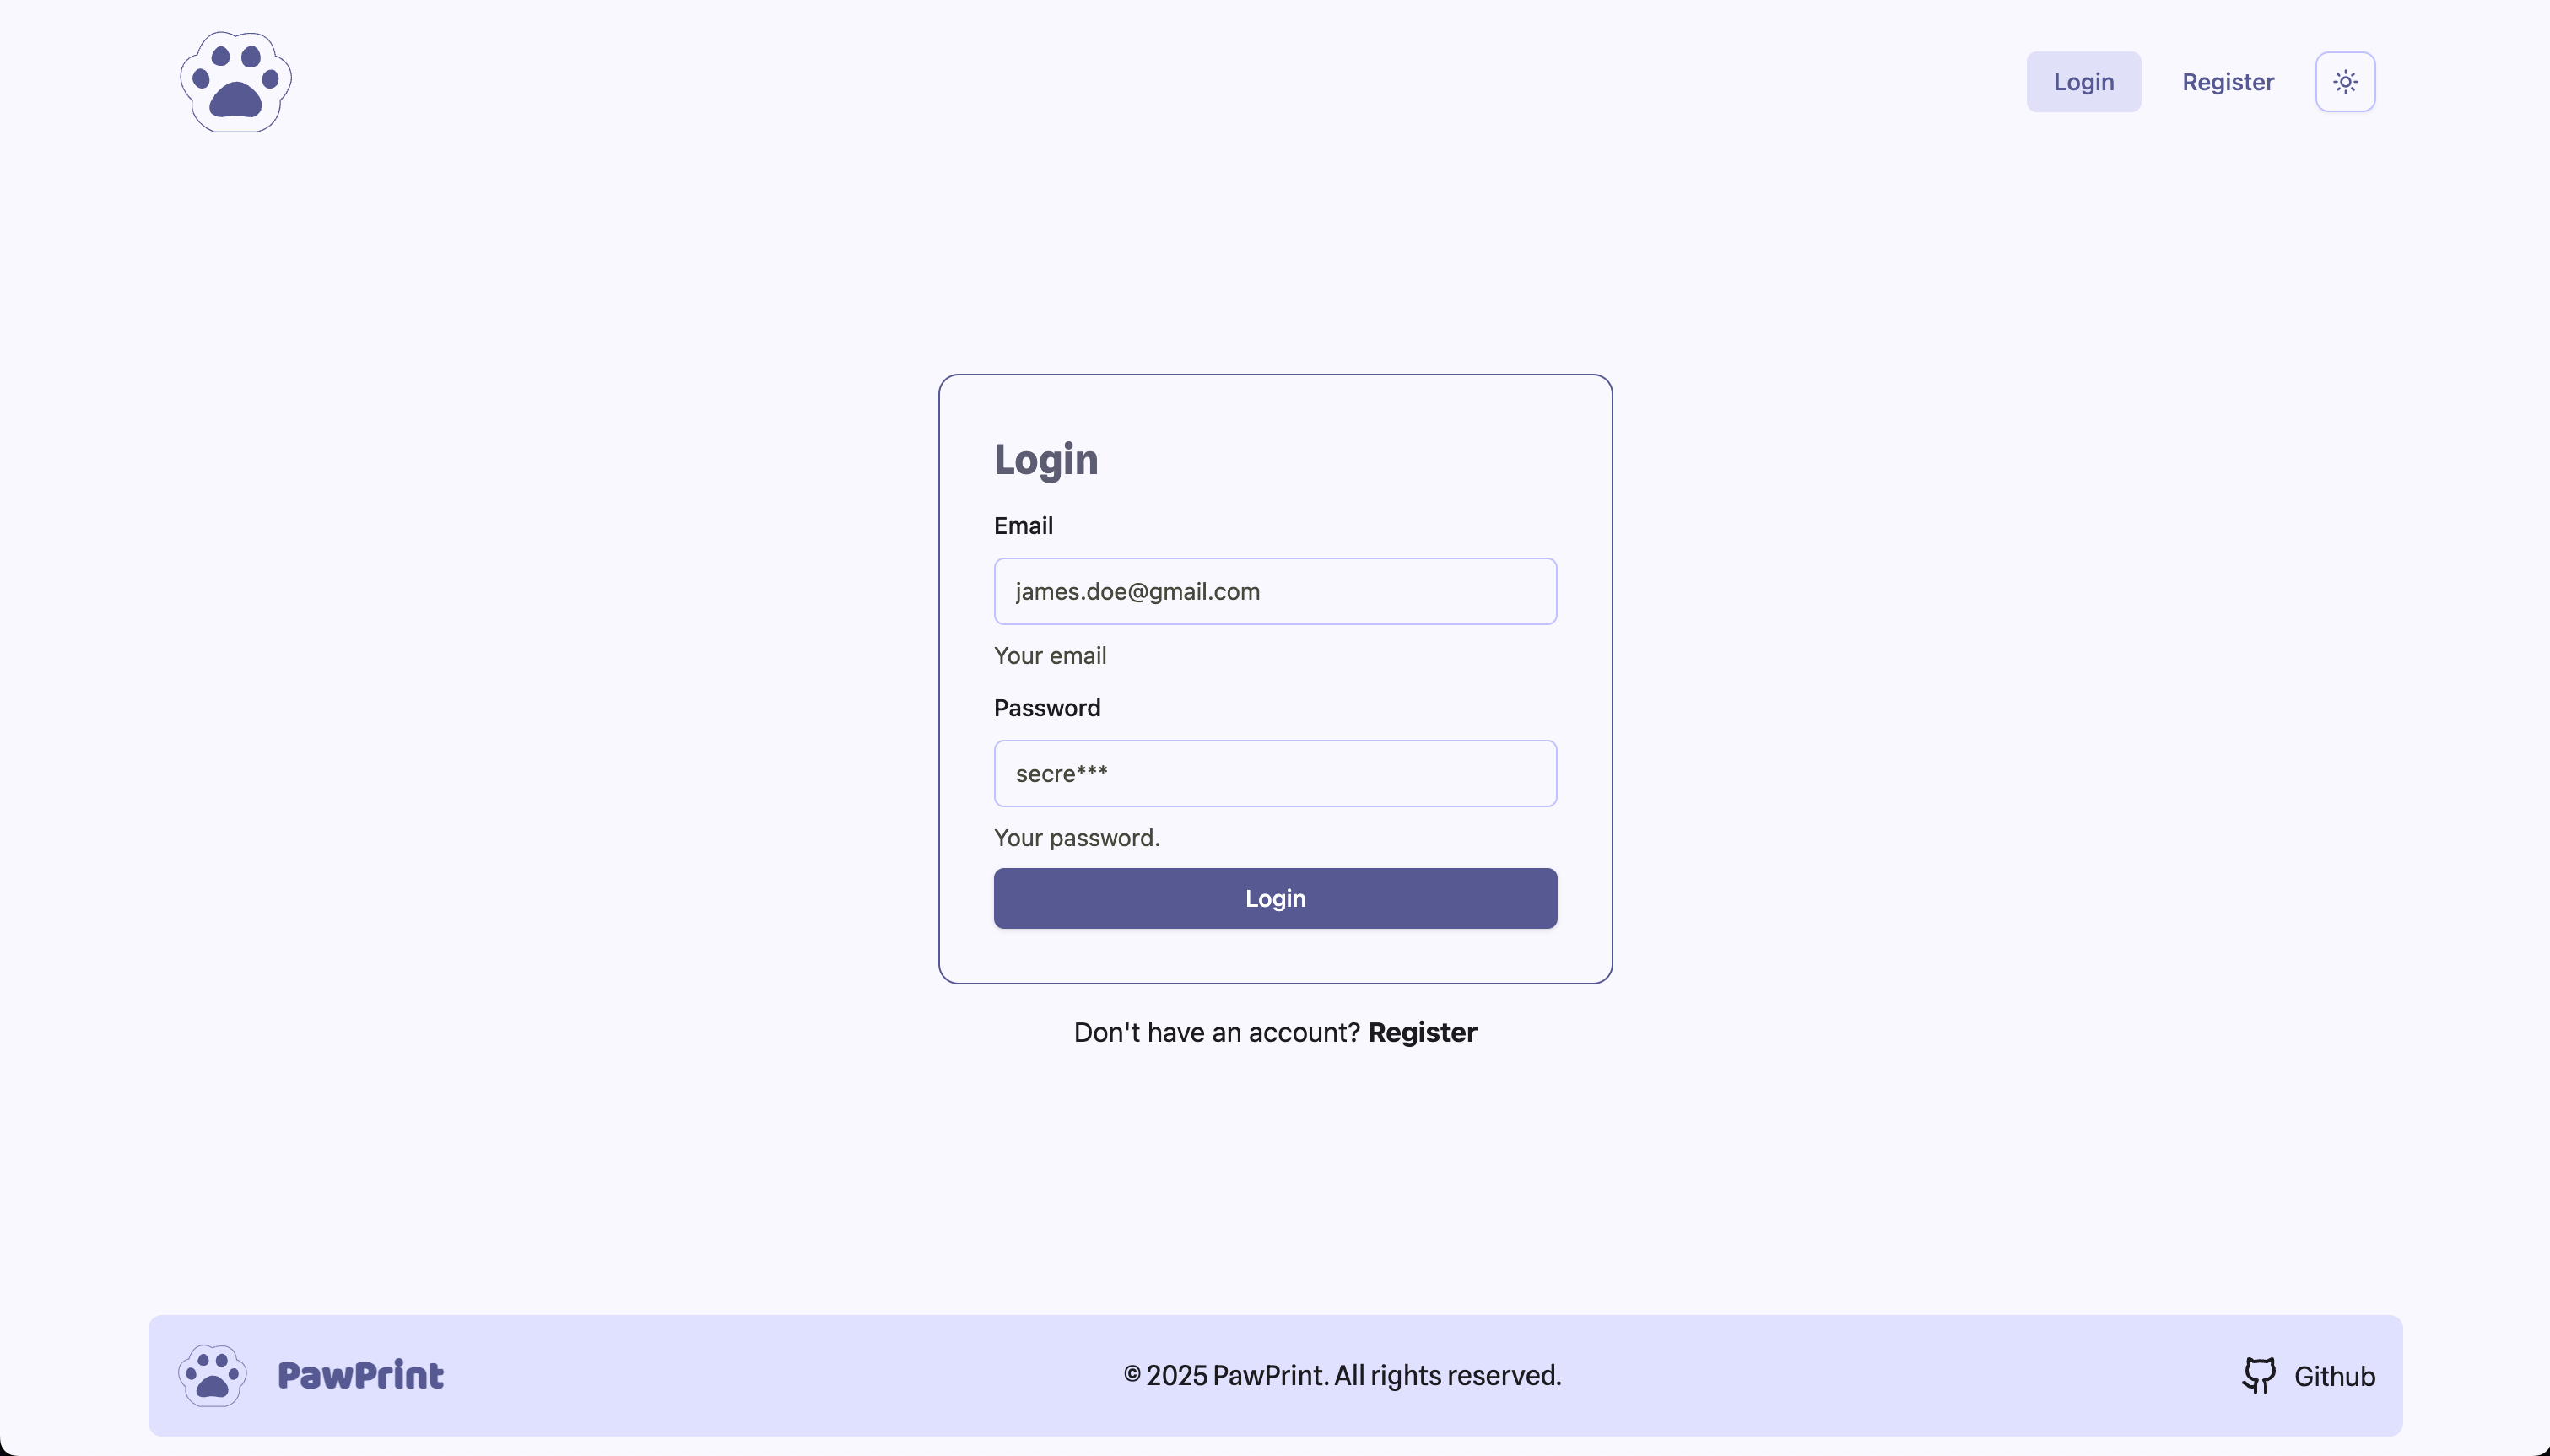 Login
Register
Login
Email
james.doe@gmail.com
Your email
Password
secre***
Your password.
Login
Don't have an account? Register
PawPrint
© 2025 PawPrint. All rights reserved.
Github